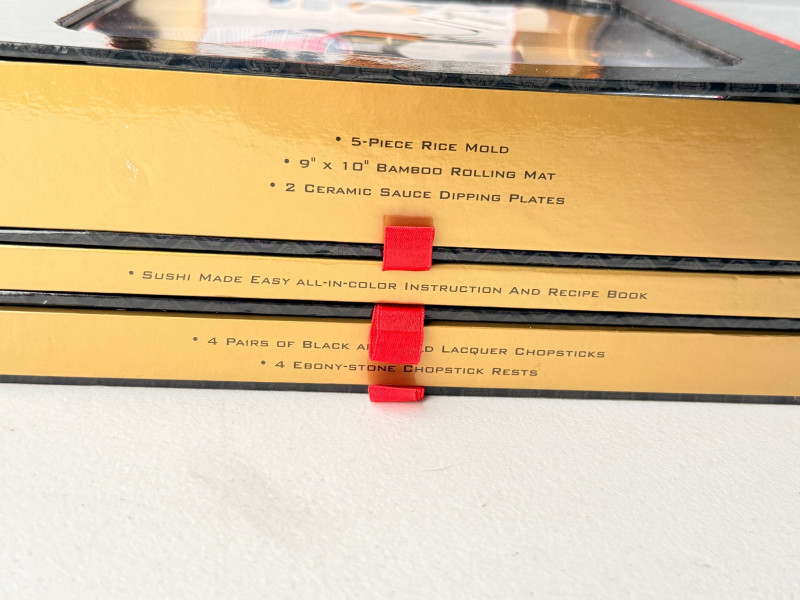 • 5-Piece Rice Mold
• 9" x 10" Bamboo Rolling Mat
• 2 Ceramic Sauce Dipping Plates
• Sushi Made Easy all-in-color Instruction And Recipe Book
• 4 Pairs of Black Lacquer Chopsticks
• 4 Ebony-stone Chopstick Rests